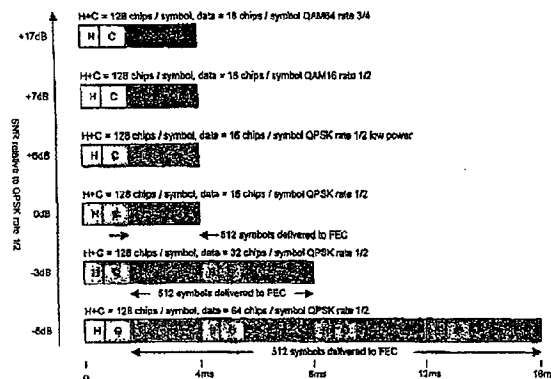 H+C = 128 chips / symbol, data = 16 chips / symbol QAM64 rate 3/4
+17dB
H C
H+C = 128 chips / symbol, data = 16 chips / symbol QAM16 rate 1/2
+7dB
H C
H+C = 128 chips / symbol, data = 16 chips / symbol QPSK rate 1/2 low power
+6dB
H C
H+C = 128 chips / symbol, data = 16 chips / symbol QPSK rate 1/2
0dB
H C
512 symbols delivered to FEC
H+C = 128 chips / symbol, data = 32 chips / symbol QPSK rate 1/2
-3dB
H C
512 symbols delivered to FEC
H+C = 128 chips / symbol, data = 64 chips / symbol QPSK rate 1/2
-6dB
H C
512 symbols delivered to FEC
0 4ms 8ms 12ms 16ms
SNR relative to QPSK rate 1/2